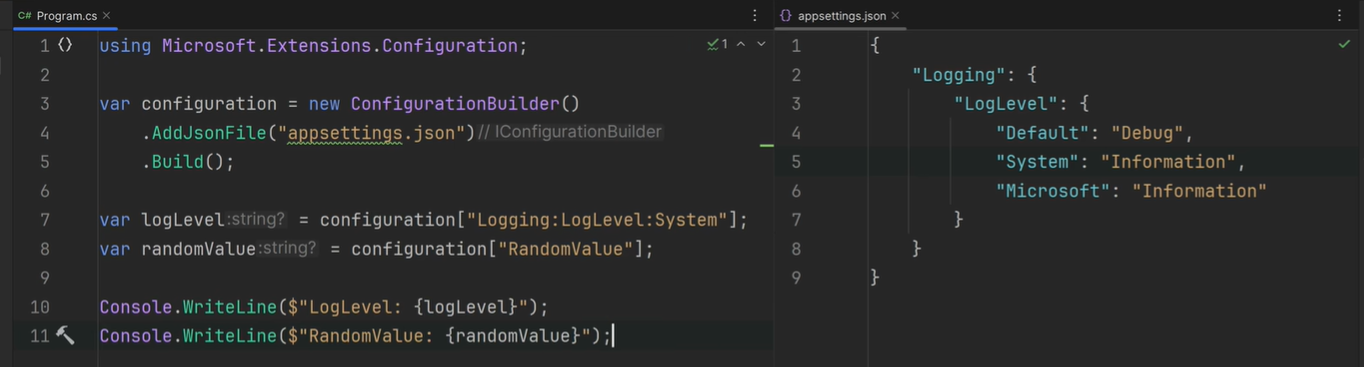 C# Program.cs
1 using Microsoft.Extensions.Configuration;
1
2
3 var configuration = new ConfigurationBuilder()
4 .AddJsonFile("appsettings.json") // IConfigurationBuilder
5 .Build();
6
7 var logLevel :string? = configuration["Logging:LogLevel:System"];
8 var randomValue :string? = configuration["RandomValue"];
9
10 Console.WriteLine($"LogLevel: {logLevel}");
11 Console.WriteLine($"RandomValue: {randomValue}");
{} appsettings.json
1 {
2 "Logging": {
3 "LogLevel": {
4 "Default": "Debug",
5 "System": "Information",
6 "Microsoft": "Information"
7 }
8 }
9 }